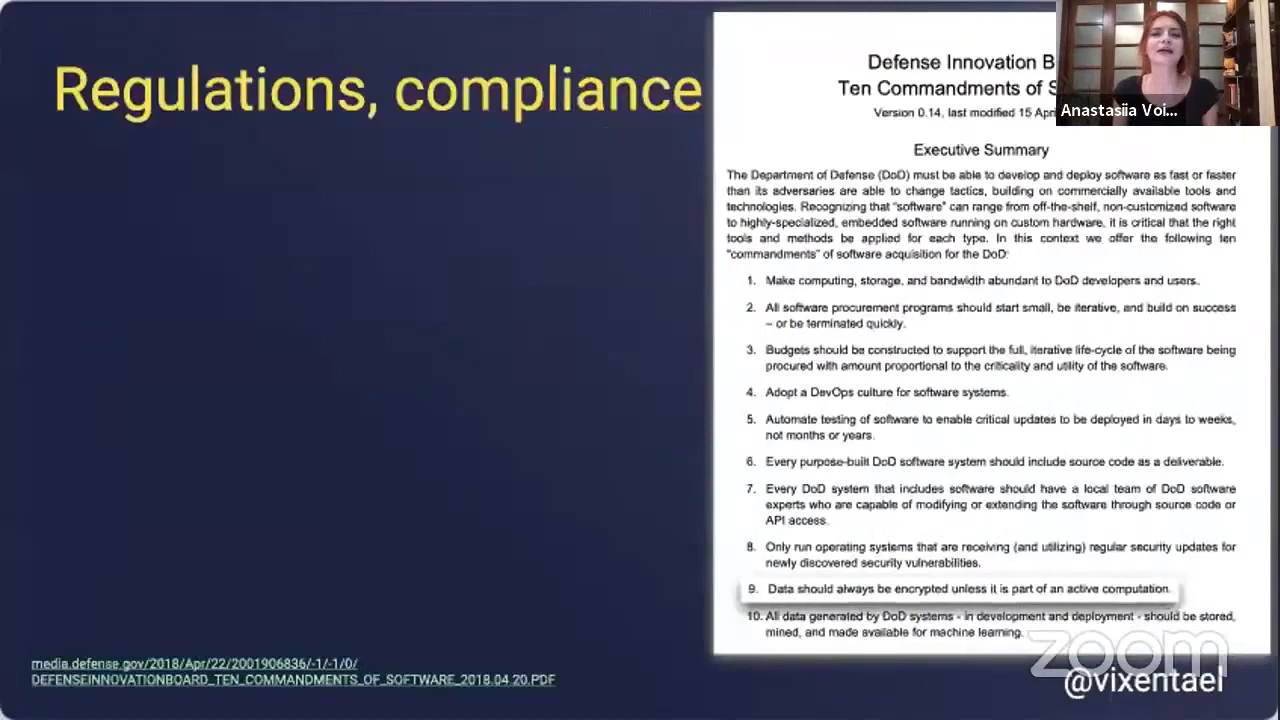 Regulations, compliance
Defense Innovation B
Ten Commandments of S
Version 0.14, last modified 15 Apri
Anastasiia Voi...
Executive Summary
The Department of Defense (DoD) must be able to develop and deploy software as fast or faster
than its adversaries are able to change tactics, building on commercially available tools and
technologies. Recognizing that “software” can range from off-the-shelf, non-customized software
to highly-specialized, embedded software running on custom hardware, it is critical that the right
tools and methods be applied for each type. In this context we offer the following ten
“commandments” of software acquisition for the DoD:
1. Make computing, storage, and bandwidth abundant to DoD developers and users.
2. All software procurement programs should start small, be iterative, and build on success
– or be terminated quickly.
3. Budgets should be constructed to support the full, iterative life-cycle of the software being
procured with amount proportional to the criticality and utility of the software.
4. Adopt a DevOps culture for software systems.
5. Automate testing of software to enable critical updates to be deployed in days to weeks,
not months or years.
6. Every purpose-built DoD software system should include source code as a deliverable.
7. Every DoD system that includes software should have a local team of DoD software
experts who are capable of modifying or extending the software through source code or
API access.
8. Only run operating systems that are receiving (and utilizing) regular security updates for
newly discovered security vulnerabilities.
9. Data should always be encrypted unless it is part of an active computation.
10. All data generated by DoD systems - in development and deployment - should be stored,
mined, and made available for machine learning.
zoom
media.defense.gov/2018/Apr/22/2001906836/-1/-1/0/
DEFENSEINNOVATIONBOARD_TEN_COMMANDMENTS_OF_SOFTWARE_2018.04.20.PDF
@vixentael